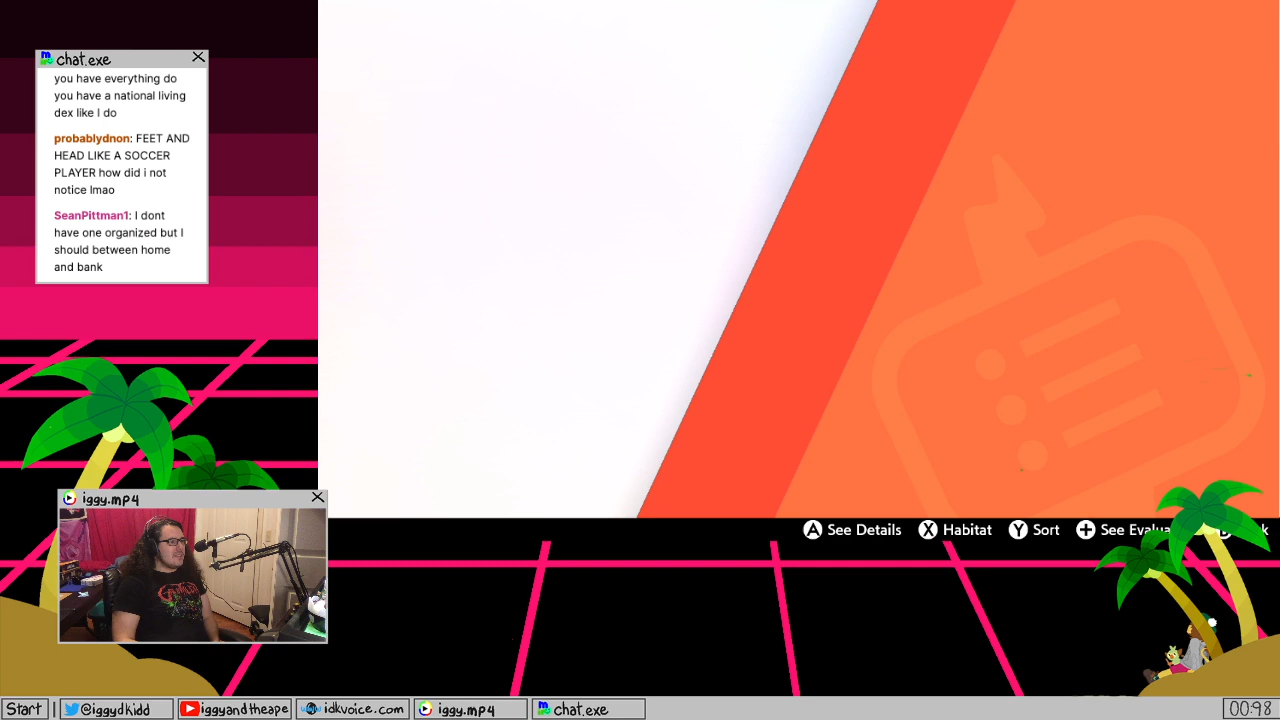 chat.exe
you have everything do
you have a national living
dex like I do
probablydnon: FEET AND
HEAD LIKE A SOCCER
PLAYER how did i not
notice lmao
SeanPittman1: I dont
have one organized but I
should between home
and bank
iggy.mp4
A See Details X Habitat Y Sort + See
Start | @iggydkidd iggyandtheape www idkvoice.com iggy.mp4 chat.exe 00:98